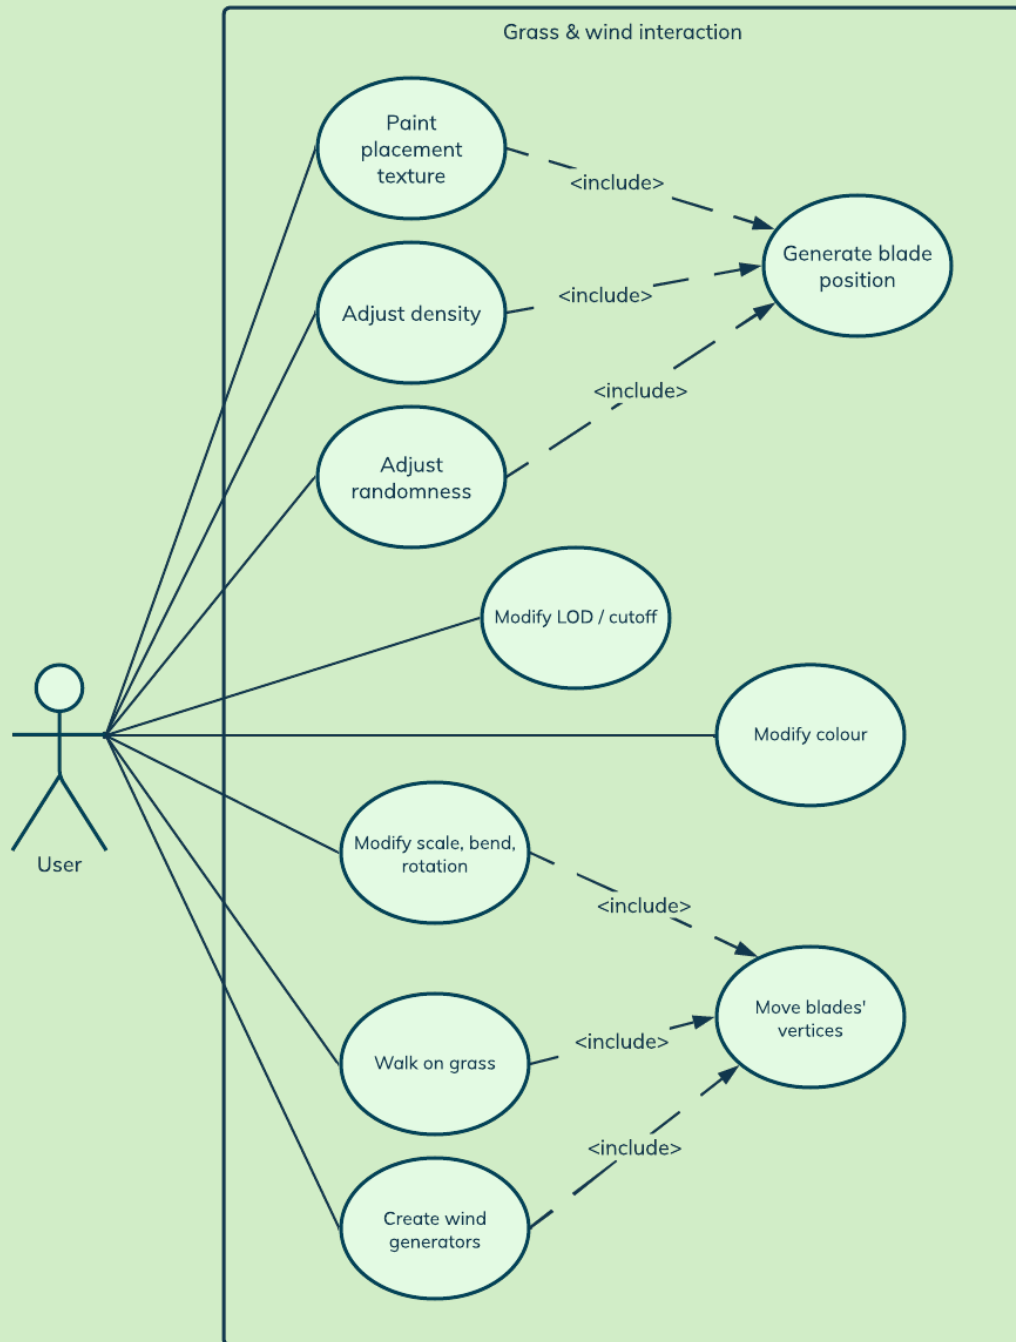 Grass & wind interaction
Paint
placement
texture
<include>
Generate blade
position
Adjust density
<include>
<include>
Adjust
randomness
Modify LOD / cutoff
Modify colour
User
Modify scale, bend,
rotation
<include>
Move blades'
vertices
Walk on grass
<include>
<include>
Create wind
generators